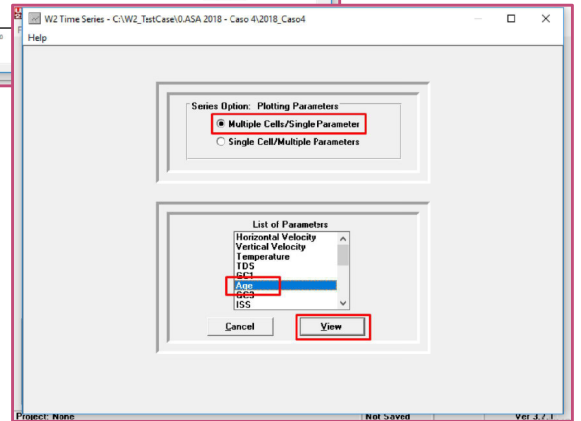 W2 Time Series - C:\W2_TestCase\0.ASA 2018 - Caso 4\2018_Caso4
Help
Series Option: Plotting Parameters
Multiple Cells/Single Parameter
Single Cell/Multiple Parameters
List of Parameters
Horizontal Velocity
Vertical Velocity
Temperature
TDS
GC1
Age
GC3
ISS
Cancel View
Project: None Not Saved Ver 3.7.1